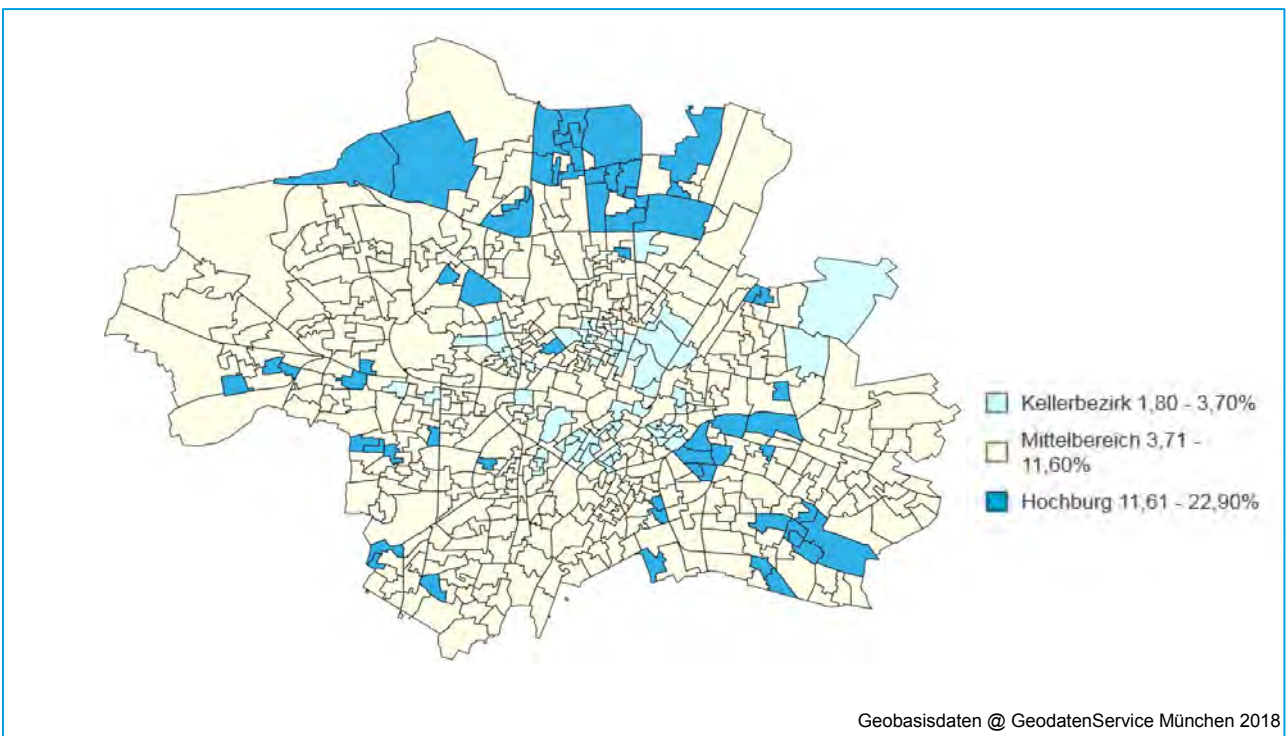 Kellerbezirk 1,80 - 3,70%
Mittelbereich 3,71 -
11,60%
Hochburg 11,61 - 22,90%
Geobasisdaten @ GeodatenService München 2018